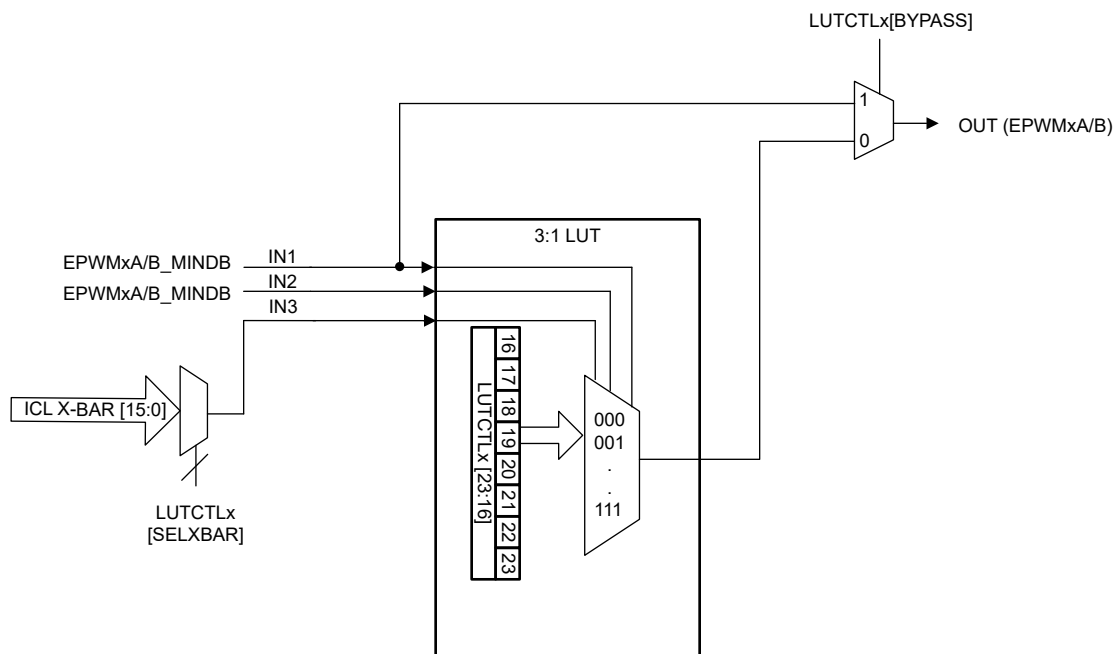 LUTCTLx[BYPASS]
1
OUT (EPWMxA/B)
0
3:1 LUT
EPWMxA/B_MINDB
IN1
EPWMxA/B_MINDB
IN2
IN3
ICL X-BAR [15:0]
LUTCTLx
[SELXBAR]
LUTCTLx [23:16]
16
17
18
19
20
21
22
23
000
001
.
.
111